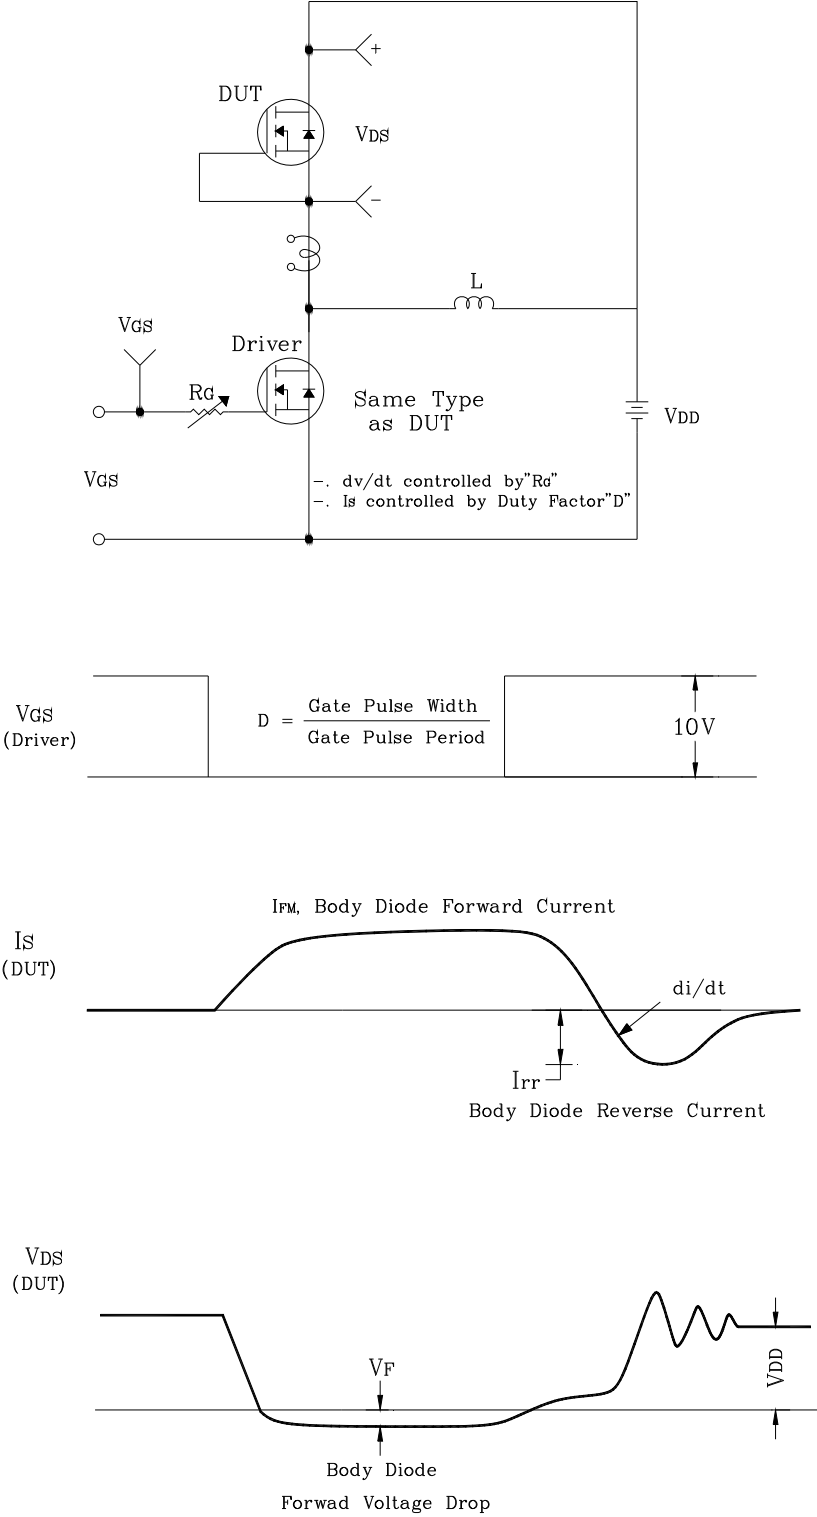 +
DUT
VDS
-
L
VGS
Driver
RG
Same Type
as DUT
VDD
VGS
-. dv/dt controlled by"RG"
-. IS controlled by Duty Factor"D"
VGS
(Driver)
D = Gate Pulse Width
Gate Pulse Period
10V
IFM, Body Diode Forward Current
IS
(DUT)
di/dt
Irr
Body Diode Reverse Current
VDS
(DUT)
VF
VDD
Body Diode
Forwad Voltage Drop